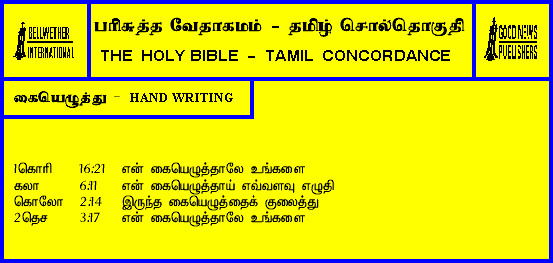 BELLWETHER
INTERNATIONAL
பரிசுத்த வேதாகமம் - தமிழ் சொல்தொகுதி
THE HOLY BIBLE - TAMIL CONCORDANCE
GOOD NEWS
PUBLISHERS
கையெழுத்து - HAND WRITING
1கொரி 16:21 என் கையெழுத்தாலே உங்களை
கலா 6:11 என் கையெழுத்தாய் எவ்வளவு எழுதி
கொலோ 2:14 இருந்த கையெழுத்தைக் குலைத்து
2தெச 3:17 என் கையெழுத்தாலே உங்களை